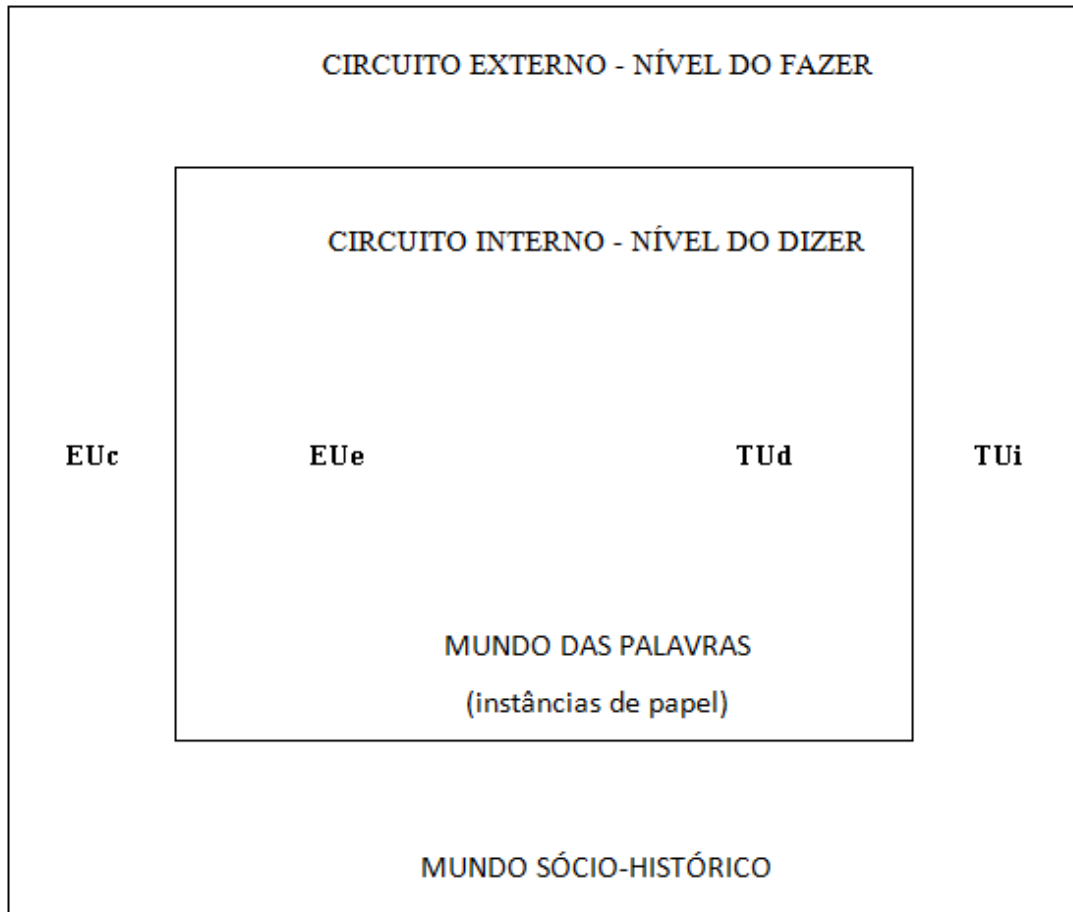 CIRCUITO EXTERNO - NÍVEL DO FAZER
CIRCUITO INTERNO - NÍVEL DO DIZER
EUc EUe TUd TUi
MUNDO DAS PALAVRAS
(instâncias de papel)
MUNDO SÓCIO-HISTÓRICO